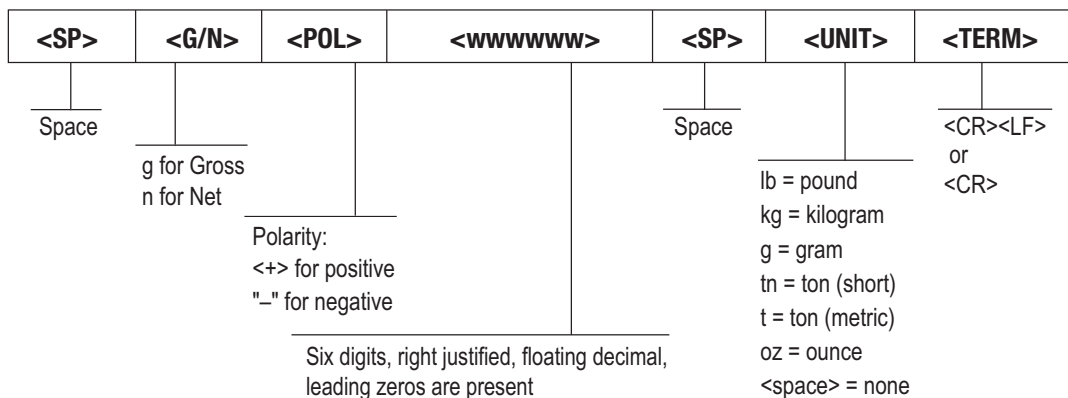 <SP> <G/N> <POL> <wwwwww> <SP> <UNIT> <TERM>
Space
g for Gross
n for Net
Polarity:
<+> for positive
"–" for negative
Six digits, right justified, floating decimal,
leading zeros are present
Space
lb = pound
kg = kilogram
g = gram
tn = ton (short)
t = ton (metric)
oz = ounce
<space> = none
<CR><LF>
or
<CR>